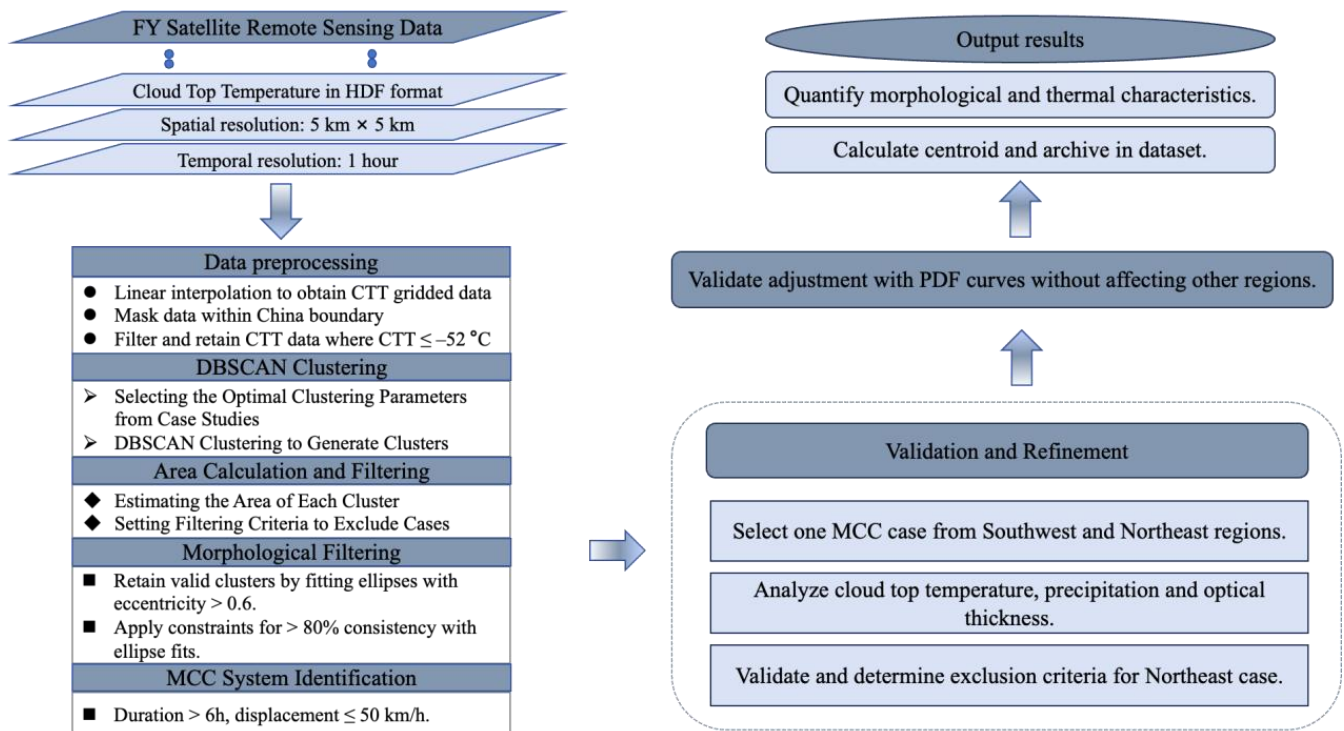 FY Satellite Remote Sensing Data
Cloud Top Temperature in HDF format
Spatial resolution: 5 km × 5 km
Temporal resolution: 1 hour
Data preprocessing
● Linear interpolation to obtain CTT gridded data
● Mask data within China boundary
● Filter and retain CTT data where CTT ≤ –52 °C
DBSCAN Clustering
➢ Selecting the Optimal Clustering Parameters
from Case Studies
➢ DBSCAN Clustering to Generate Clusters
Area Calculation and Filtering
◆ Estimating the Area of Each Cluster
◆ Setting Filtering Criteria to Exclude Cases
Morphological Filtering
■ Retain valid clusters by fitting ellipses with
eccentricity > 0.6.
■ Apply constraints for > 80% consistency with
ellipse fits.
MCC System Identification
■ Duration > 6h, displacement ≤ 50 km/h.
Validation and Refinement
Select one MCC case from Southwest and Northeast regions.
Analyze cloud top temperature, precipitation and optical
thickness.
Validate and determine exclusion criteria for Northeast case.
Validate adjustment with PDF curves without affecting other regions.
Output results
Quantify morphological and thermal characteristics.
Calculate centroid and archive in dataset.